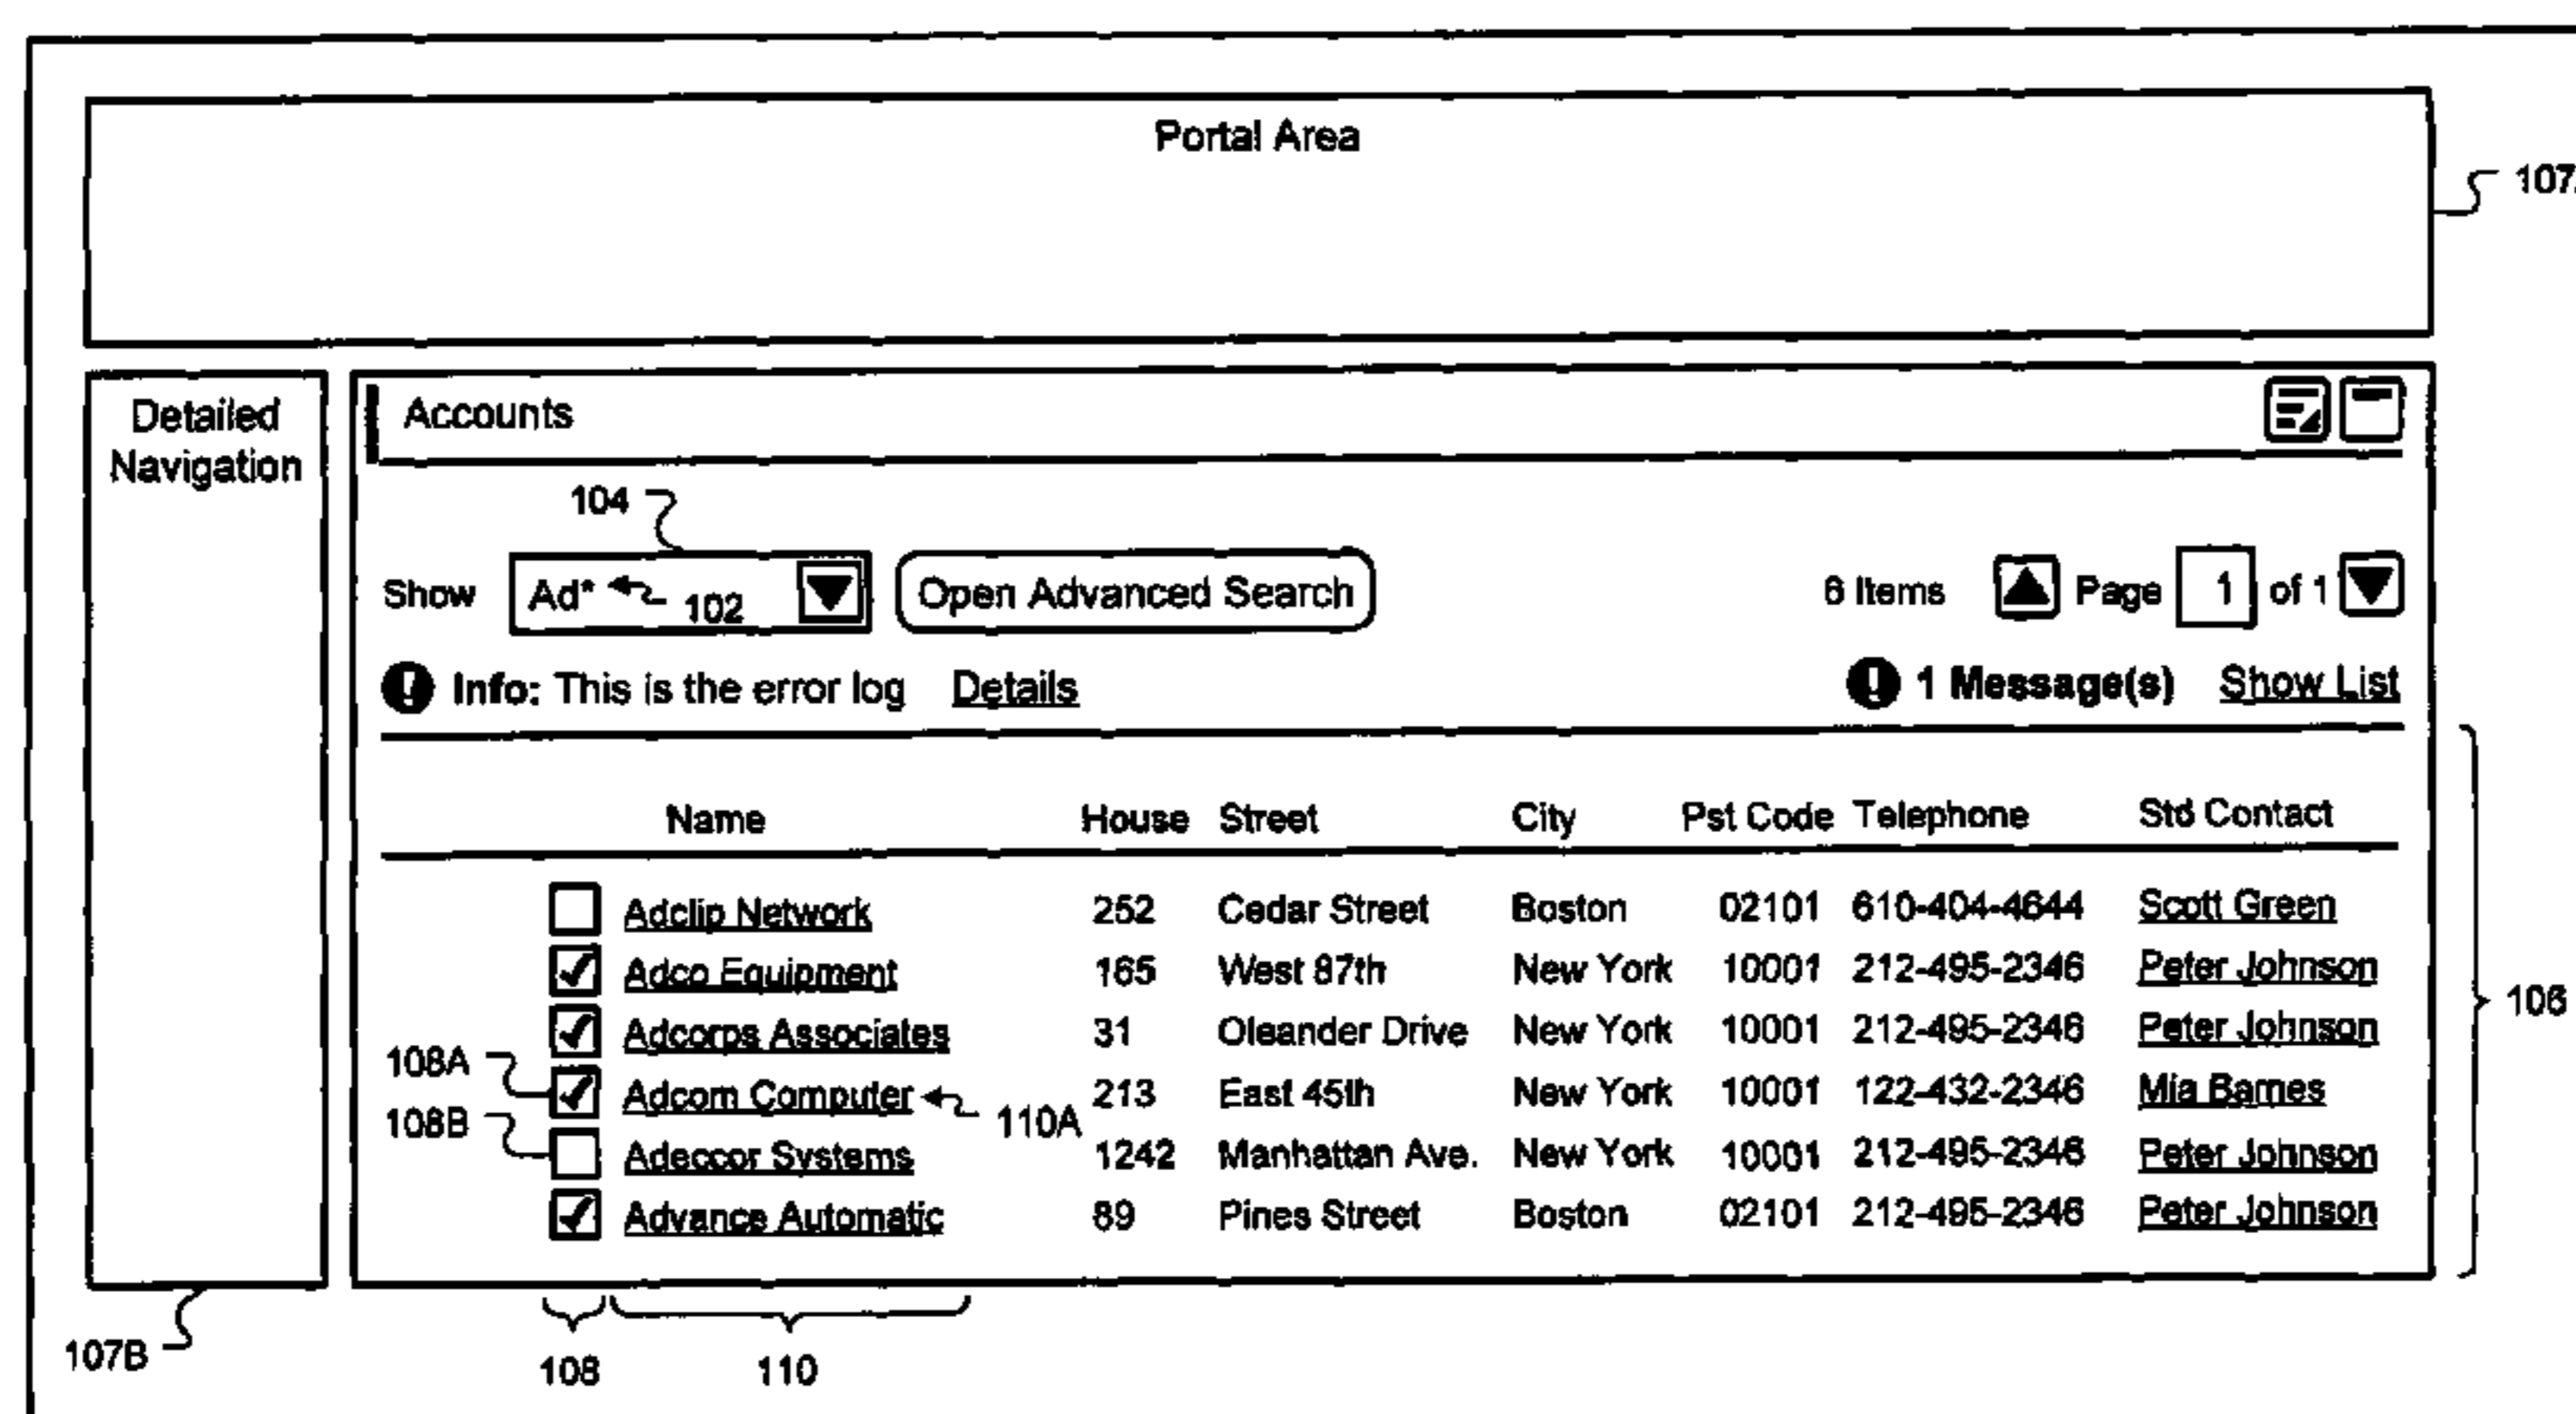 Portal Area
107
Detailed
Navigation
Accounts
104
Show Ad* 102 Open Advanced Search 6 Items Page 1 of 1
Info: This is the error log Details 1 Message(s) Show List
Name House Street City Pst Code Telephone Std Contact
Adclip Network 252 Cedar Street Boston 02101 610-404-4644 Scott Green
Adco Equipment 165 West 87th New York 10001 212-495-2346 Peter Johnson
106
Adcorps Associates 31 Oleander Drive New York 10001 212-495-2346 Peter Johnson
108A
Adcom Computer 110A 213 East 45th New York 10001 122-432-2346 Mia Barnes
108B
Adeccor Systems 1242 Manhattan Ave. New York 10001 212-495-2346 Peter Johnson
Advance Automatic 89 Pines Street Boston 02101 212-495-2346 Peter Johnson
107B
108 110